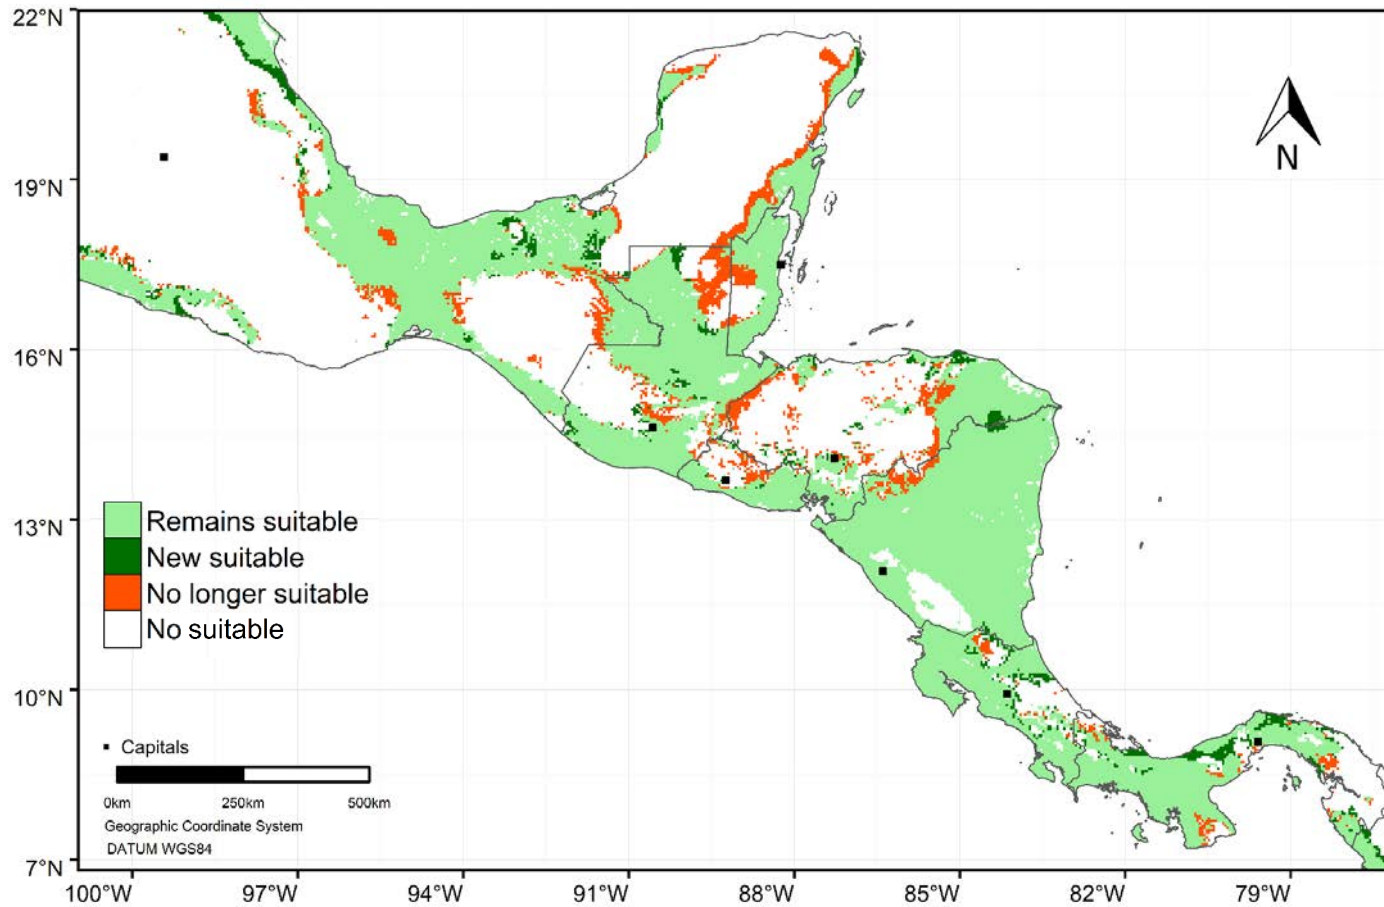 22°N
19°N
16°N
13°N
10°N
7°N
N
Remains suitable
New suitable
No longer suitable
No suitable
Capitals
0km 250km 500km
Geographic Coordinate System
DATUM WGS84
100°W 97°W 94°W 91°W 88°W 85°W 82°W 79°W